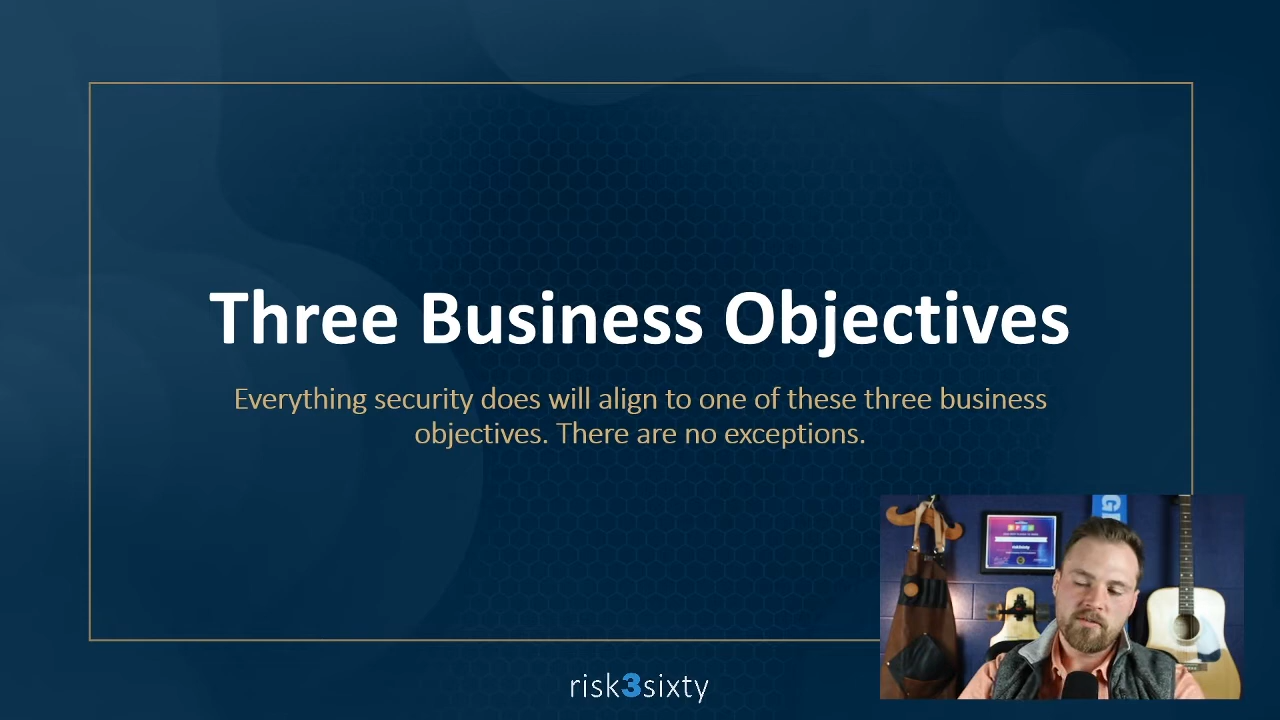 Three Business Objectives
Everything security does will align to one of these three business
objectives. There are no exceptions.
risk3sixty